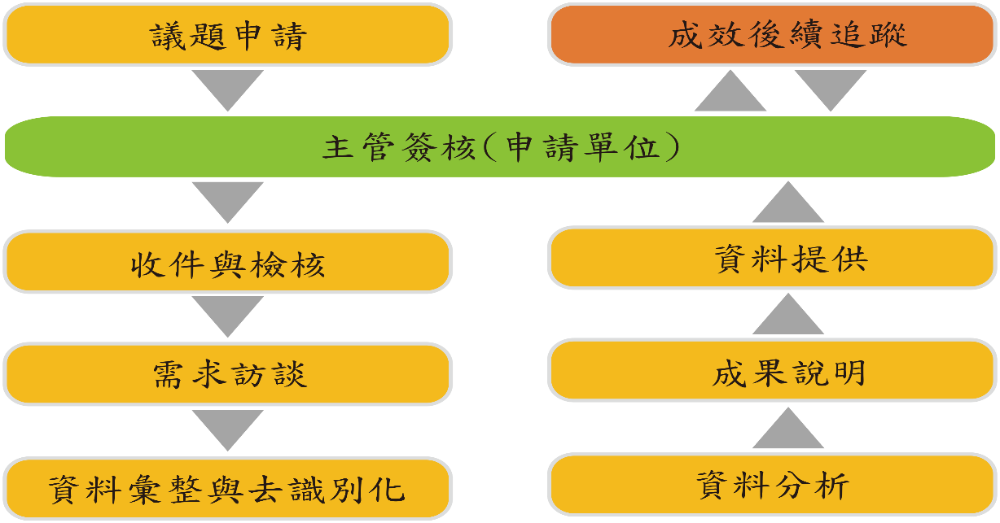 議題申請
成效後續追蹤
主管簽核(申請單位)
收件與檢核
資料提供
需求訪談
成果說明
資料彙整與去識別化
資料分析